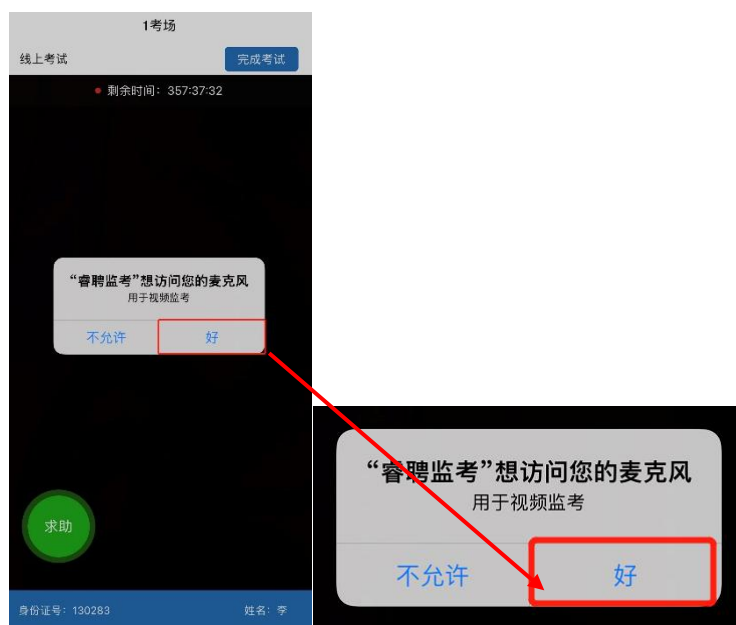 1考场
线上考试
完成考试
剩余时间：357:37:32
“睿聘监考”想访问您的麦克风
用于视频监考
不允许
好
求助
身份证号：130283
姓名：李
“睿聘监考”想访问您的麦克风
用于视频监考
不允许
好